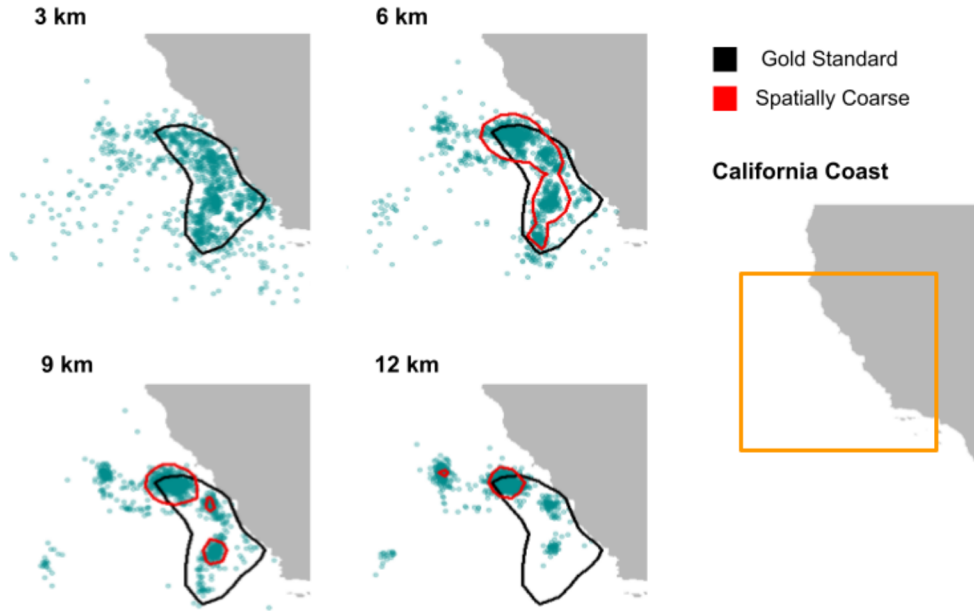 3 km
6 km
Gold Standard
Spatially Coarse
California Coast
9 km
12 km